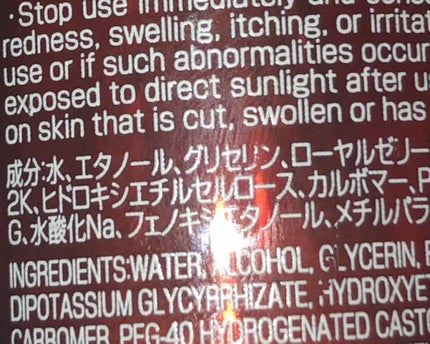 ·Stop use immediately and cons
redness, swelling, itching, or irrita
use or if such abnormalities occur
exposed to direct sunlight after u
on skin that is cut, swollen or has
成分:水、エタノール、グリセリン、ローヤルゼリー
2K、ヒドロキシエチルセルロース、カルボマー、P
G、水酸化Na、フェノキシエタノール、メチルパラ
INGREDIENTS:WATER, ALCOHOL, GLYCERIN, R
DIPOTASSIUM GLYCYRRHIZATE, HYDROXYE
CARBOMER, PEG-40 HYDROGENATED CASTO